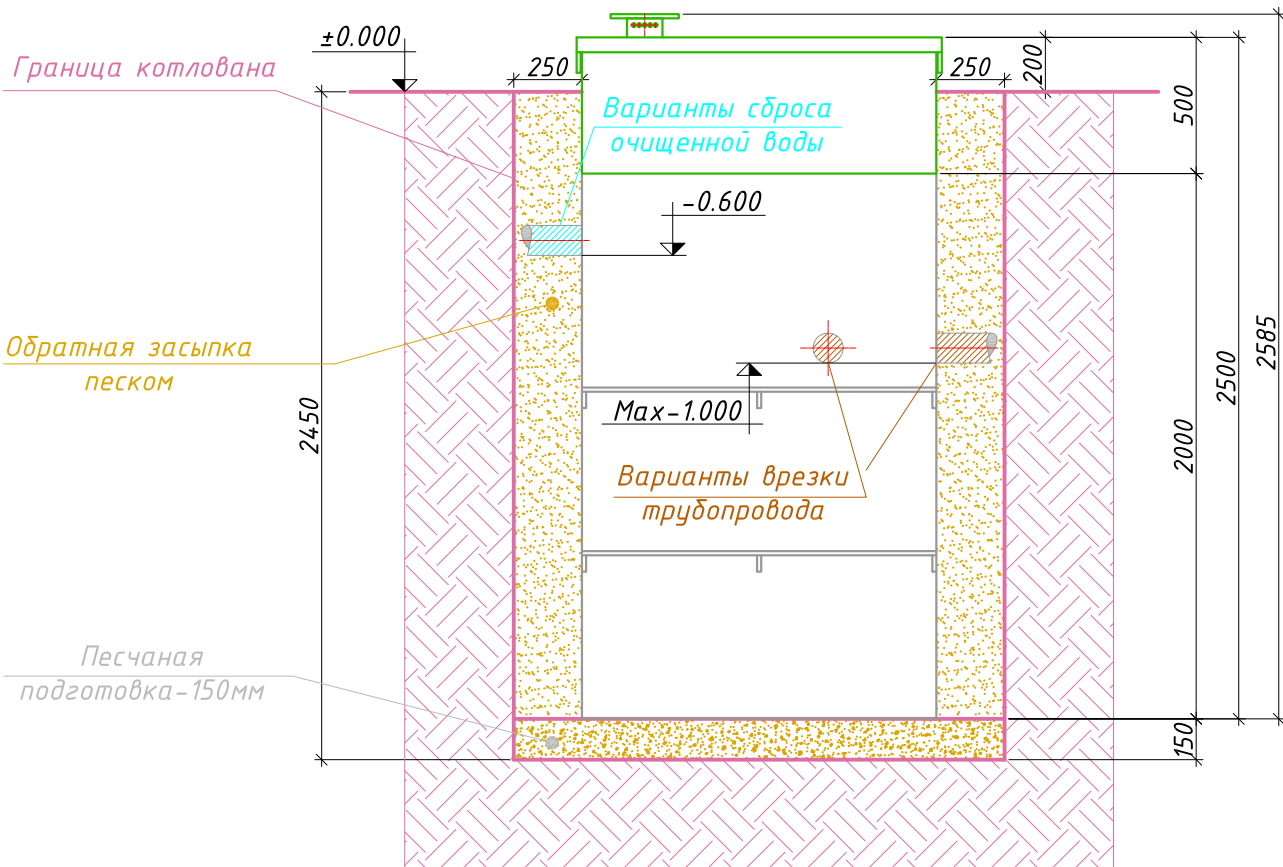 ±0.000
Граница котлована
250
250
200
500
Варианты сброса
очищенной воды
-0.600
Обратная засыпка
песком
2585
2500
2450
Max-1.000
2000
Варианты врезки
трубопровода
Песчаная
подготовка-150мм
150